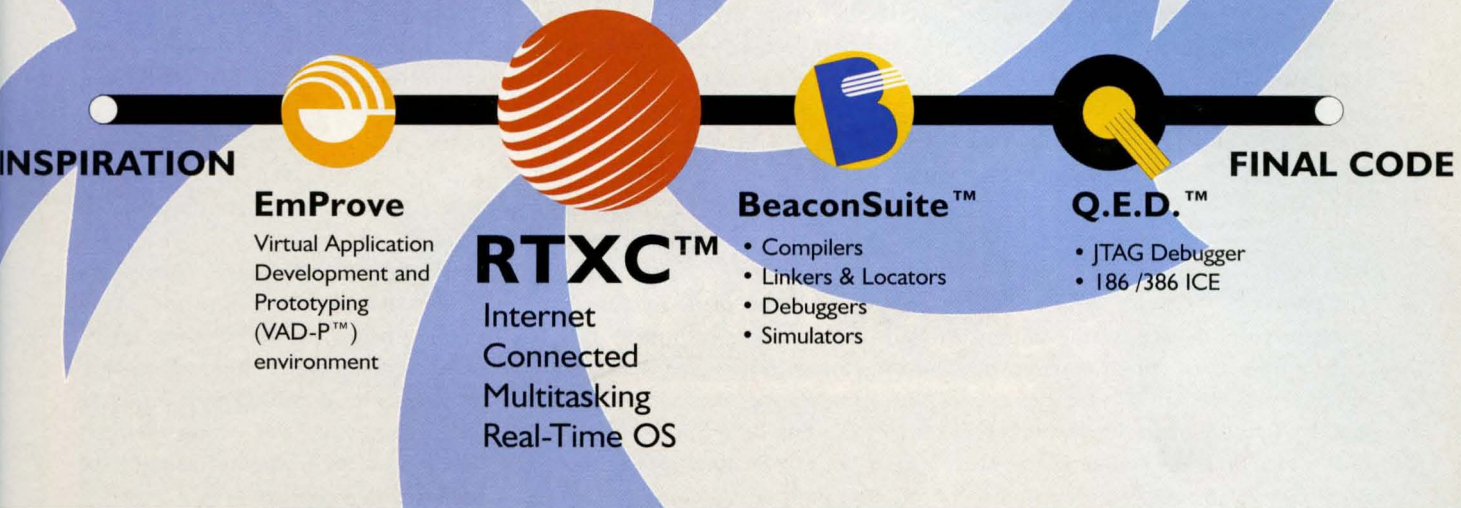 INSPIRATION
EmProve
Virtual Application
Development and
Prototyping
(VAD-P™)
environment
RTXC™
Internet
Connected
Multitasking
Real-Time OS
BeaconSuite™
• Compilers
• Linkers & Locators
• Debuggers
• Simulators
Q.E.D.™
• JTAG Debugger
• 186 /386 ICE
FINAL CODE